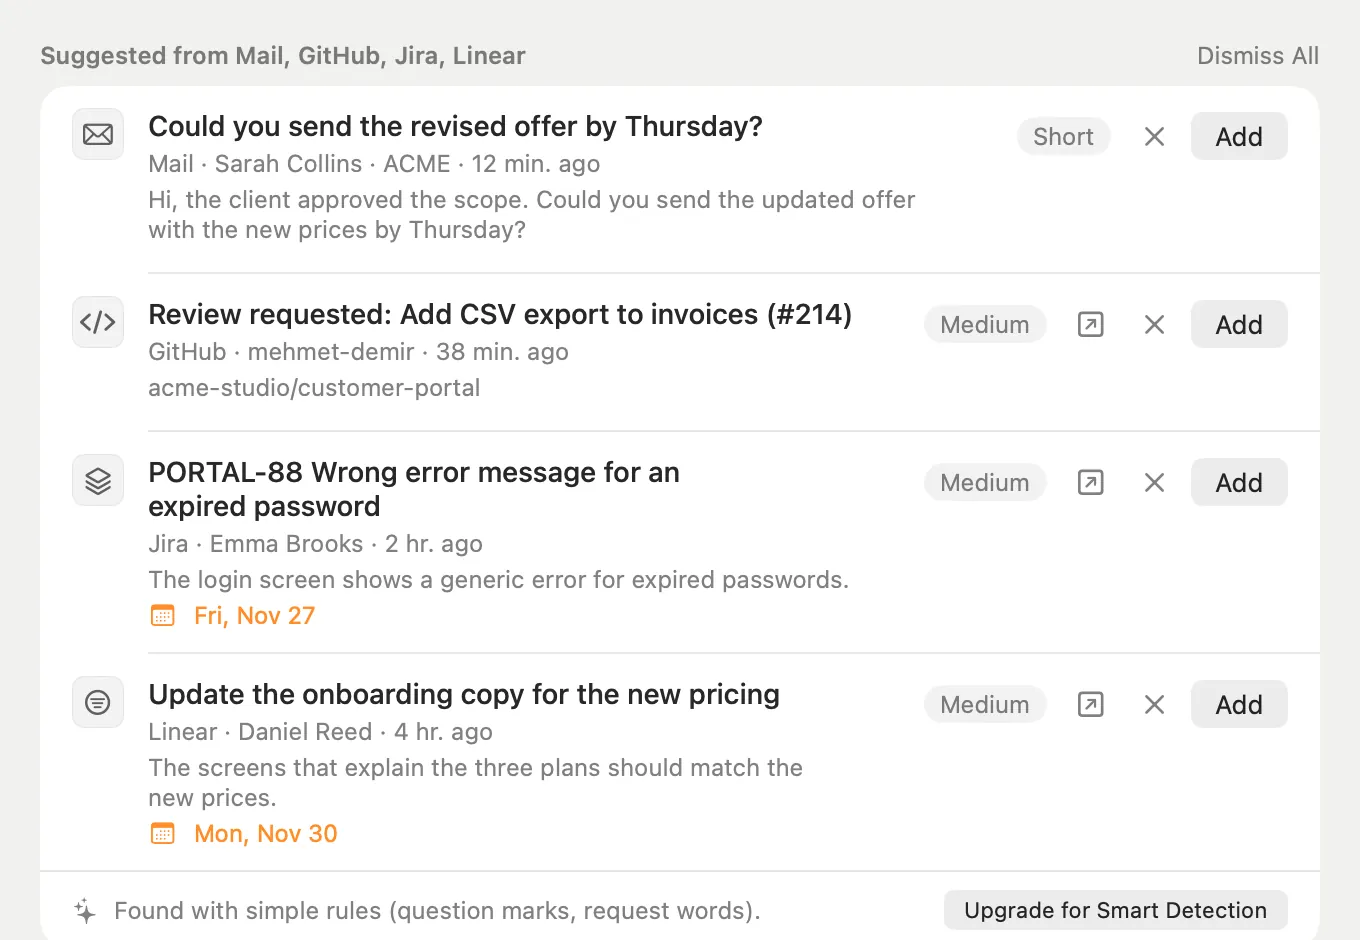 Suggested from Mail, GitHub, Jira, Linear
Dismiss All
Could you send the revised offer by Thursday?
Short
Add
Mail · Sarah Collins · ACME · 12 min. ago
Hi, the client approved the scope. Could you send the updated offer
with the new prices by Thursday?
Review requested: Add CSV export to invoices (#214)
Medium
Add
GitHub · mehmet-demir · 38 min. ago
acme-studio/customer-portal
PORTAL-88 Wrong error message for an
expired password
Medium
Add
Jira · Emma Brooks · 2 hr. ago
The login screen shows a generic error for expired passwords.
Fri, Nov 27
Update the onboarding copy for the new pricing
Medium
Add
Linear · Daniel Reed · 4 hr. ago
The screens that explain the three plans should match the
new prices.
Mon, Nov 30
Found with simple rules (question marks, request words).
Upgrade for Smart Detection